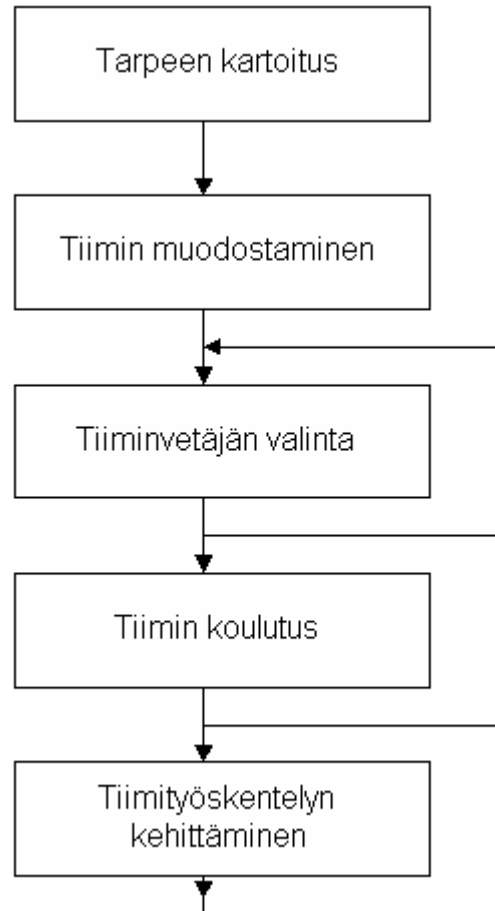 Tarpeen kartoitus
Tiimin muodostaminen
Tiiminvetäjän valinta
Tiimin koulutus
Tiimityöskentelyn
kehittäminen